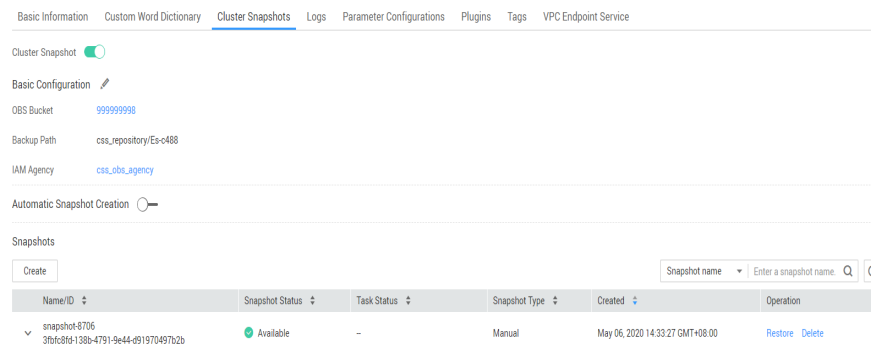 Basic Information Custom Word Dictionary Cluster Snapshots Logs Parameter Configurations Plugins Tags VPC Endpoint Service
Cluster Snapshot
Basic Configuration
OBS Bucket 999999998
Backup Path css_repository/Es-c488
IAM Agency css_obs_agency
Automatic Snapshot Creation
Snapshots
Create Snapshot name Enter a snapshot name.
Name/ID Snapshot Status Task Status Snapshot Type Created Operation
snapshot-8706
3fbfc8fd-138b-4791-9e44-d91970497b2b Available -- Manual May 06, 2020 14:33:27 GMT+08:00 Restore Delete